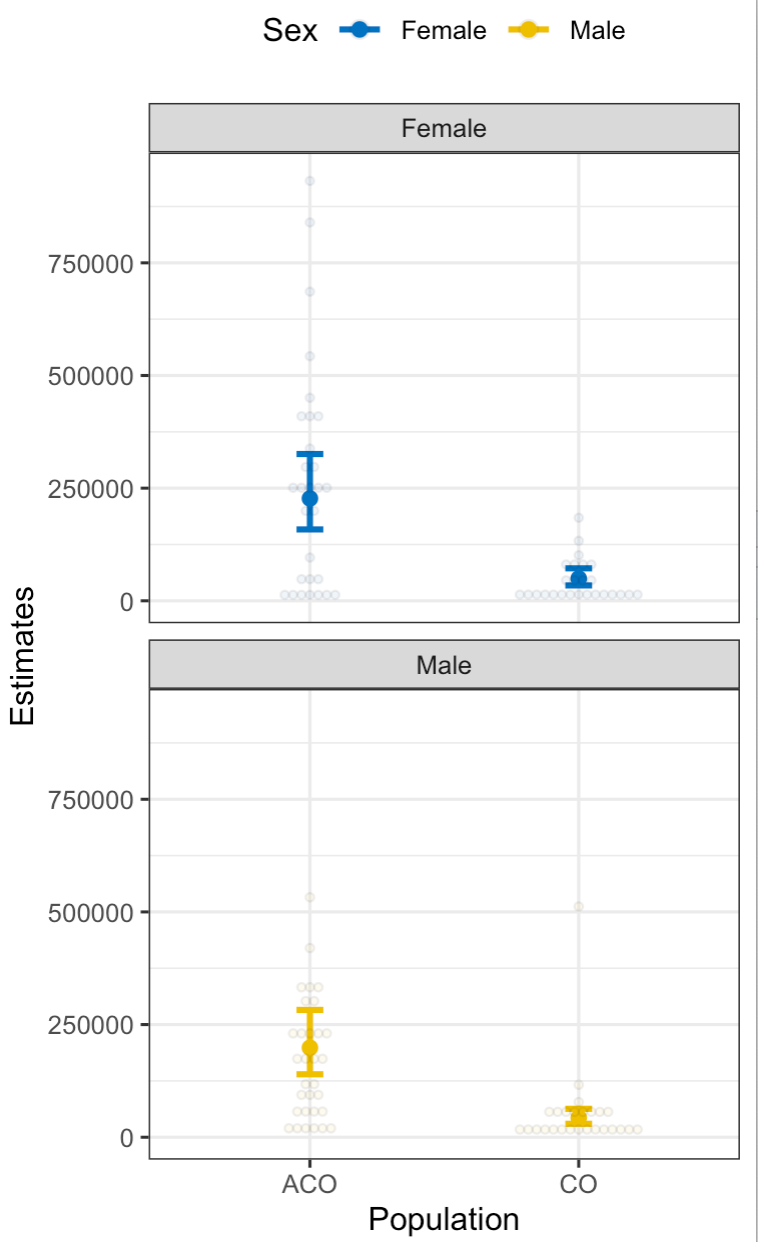 Sex Female Male
Female
750000
500000
250000
0
Estimates
Male
750000
500000
250000
0
ACO CO
Population